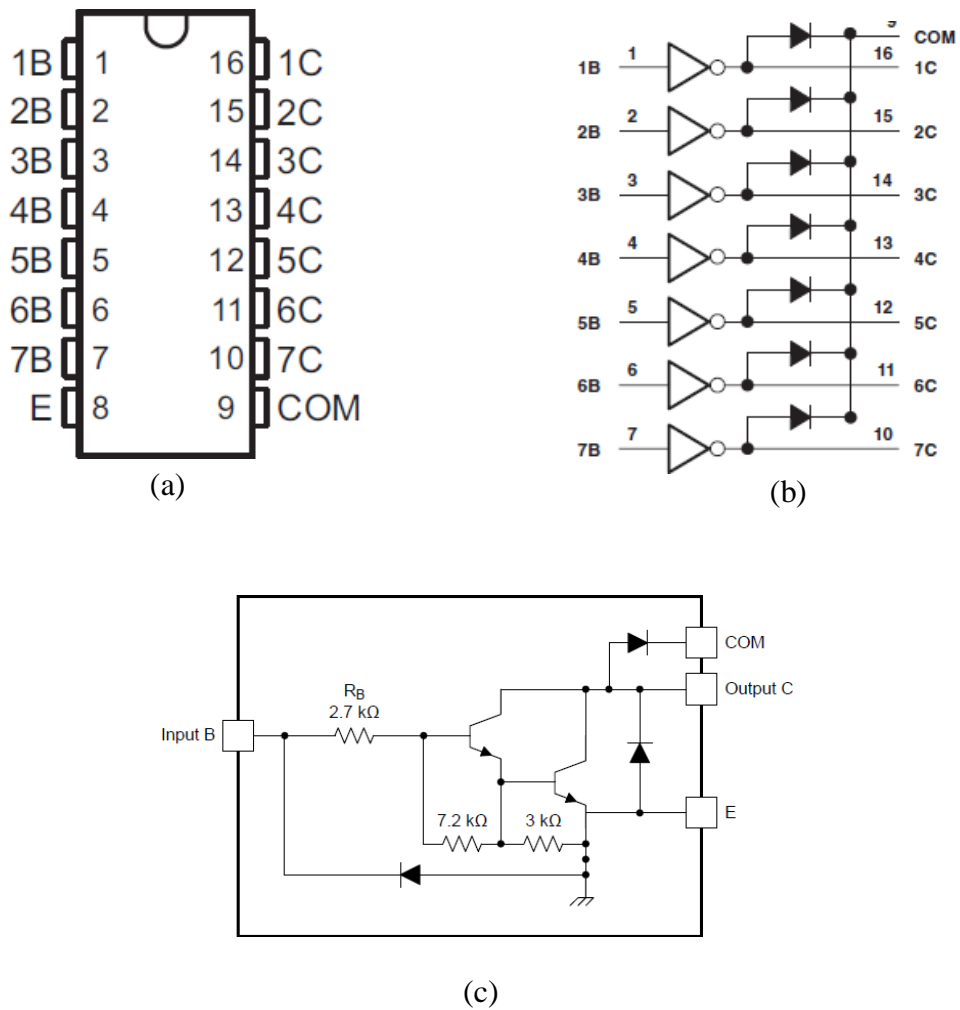 1B 1 16 1C
2B 2 15 2C
3B 3 14 3C
4B 4 13 4C
5B 5 12 5C
6B 6 11 6C
7B 7 10 7C
E 8 9 COM
(a)
9 COM
1B 1 16 1C
2B 2 15 2C
3B 3 14 3C
4B 4 13 4C
5B 5 12 5C
6B 6 11 6C
7B 7 10 7C
(b)
COM
Output C
RB
2.7 kΩ
Input B
7.2 kΩ 3 kΩ
E
(c)